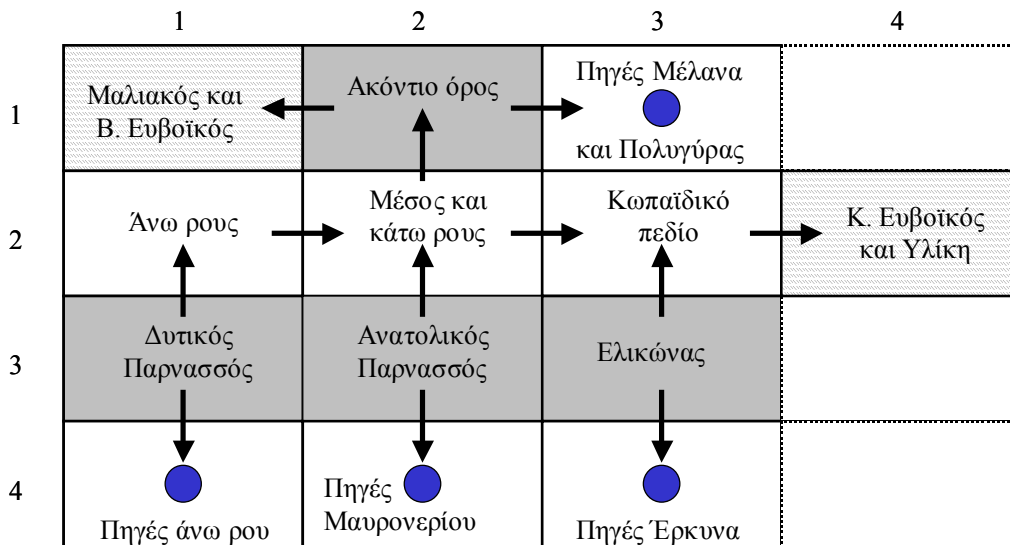 1 2 3 4
1
Μαλιακός και
Β. Ευβοϊκός
Ακόντιο όρος
Πηγές Μέλανα
και Πολυγύρας
2
Άνω ρους
Μέσος και
κάτω ρους
Κωπαϊδικό
πεδίο
Κ. Ευβοϊκός
και Υλίκη
3
Δυτικός
Παρνασσός
Ανατολικός
Παρνασσός
Ελικώνας
4
Πηγές άνω ρου
Πηγές
Μαυρονερίου
Πηγές Έρκυνα